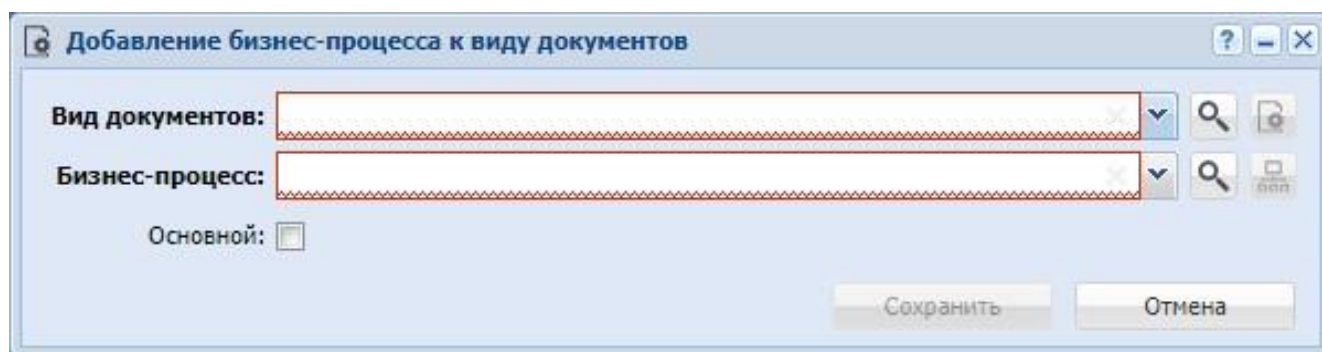 Добавление бизнес-процесса к виду документов
Вид документов:
Бизнес-процесс:
Основной:
Сохранить Отмена